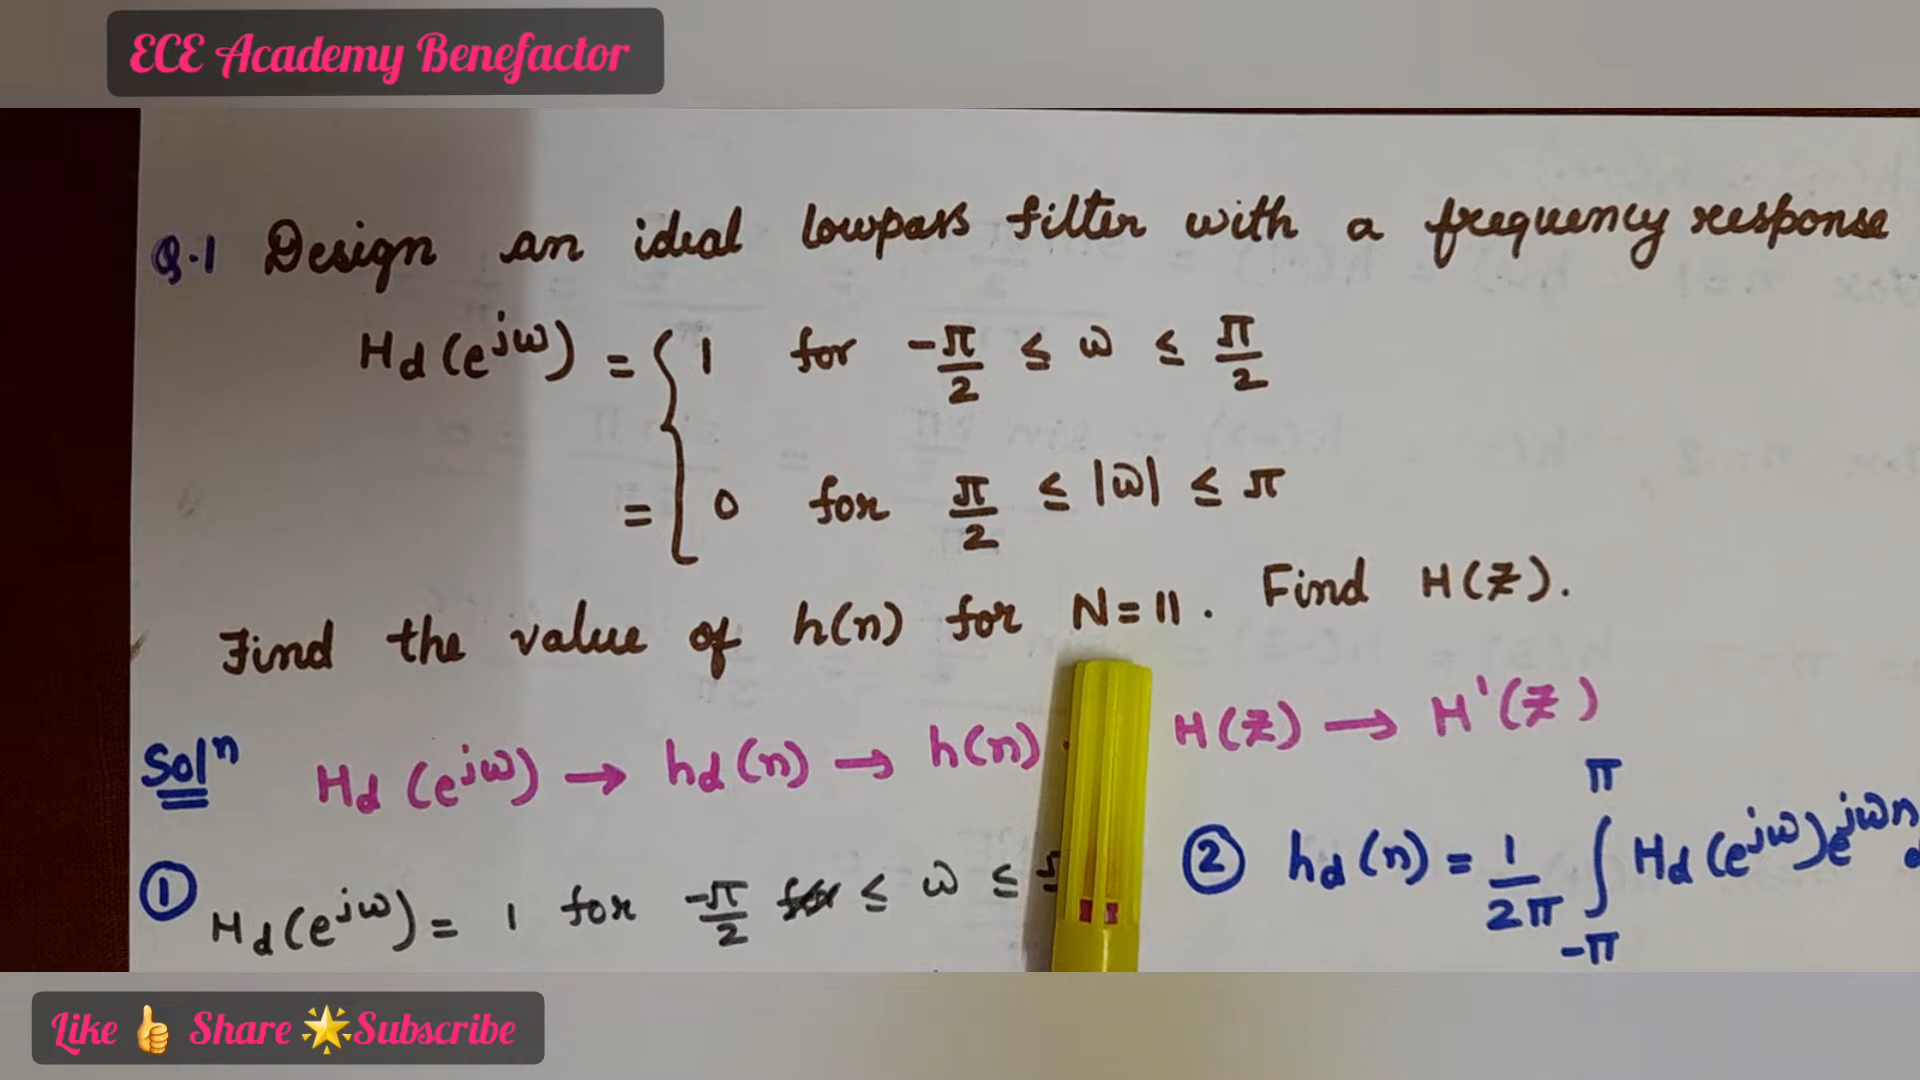 ECE Academy Benefactor
Q.1 Design an ideal lowpass filter with a frequency response
Hd(e^jω) = { 1 for -π/2 ≤ ω ≤ π/2
= { 0 for π/2 ≤ |ω| ≤ π
Find the value of h(n) for N=11. Find H(Z).
Solⁿ Hd(e^jω) → hd(n) → h(n) H(Z) → H'(Z)
① Hd(e^jω) = 1 for -π/2 ≤ ω ≤
② hd(n) = 1/2π ∫_-π^π Hd(e^jω) e^jωn
Like 👍 Share 🌟Subscribe